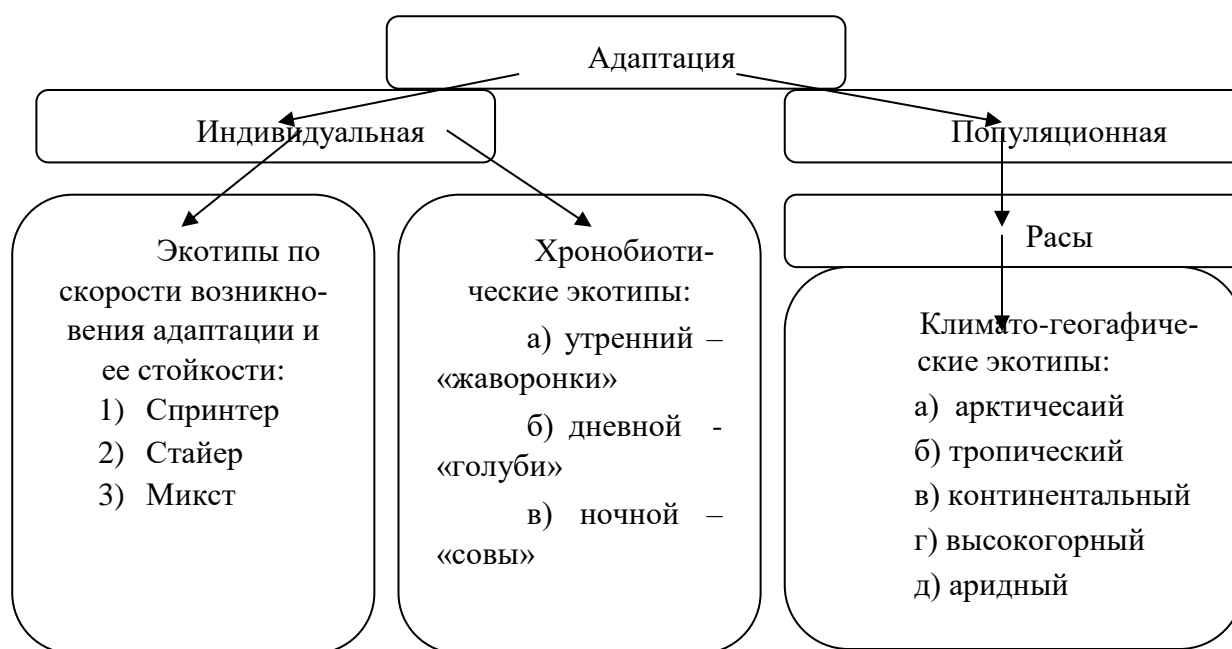 Адаптация
Индивидуальная
Популяционная
Экотипы по
скорости возникно-
вения адаптации и
ее стойкости:
1) Спринтер
2) Стайер
3) Микст
Хронобиоти-
ческие экотипы:
а) утренний –
«жаворонки»
б) дневной -
«голуби»
в) ночной –
«совы»
Расы
Климато-геогафиче-
ские экотипы:
а) арктичесаий
б) тропический
в) континентальный
г) высокогорный
д) аридный